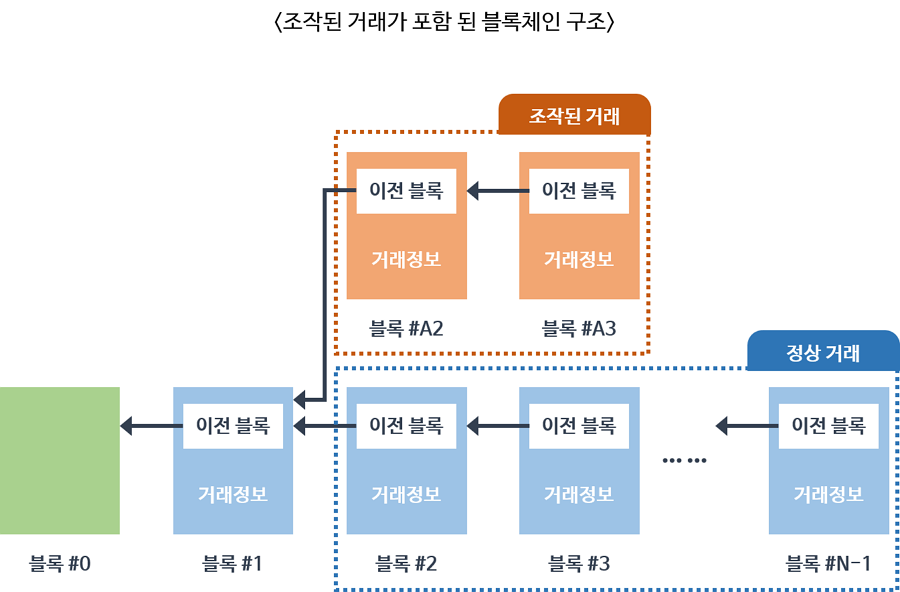 <조작된 거래가 포함 된 블록체인 구조>
조작된 거래
이전 블록
이전 블록
거래정보
거래정보
블록 #A2
블록 #A3
정상 거래
이전 블록
이전 블록
이전 블록
이전 블록
······
거래정보
거래정보
거래정보
거래정보
블록 #0
블록 #1
블록 #2
블록 #3
블록 #N-1